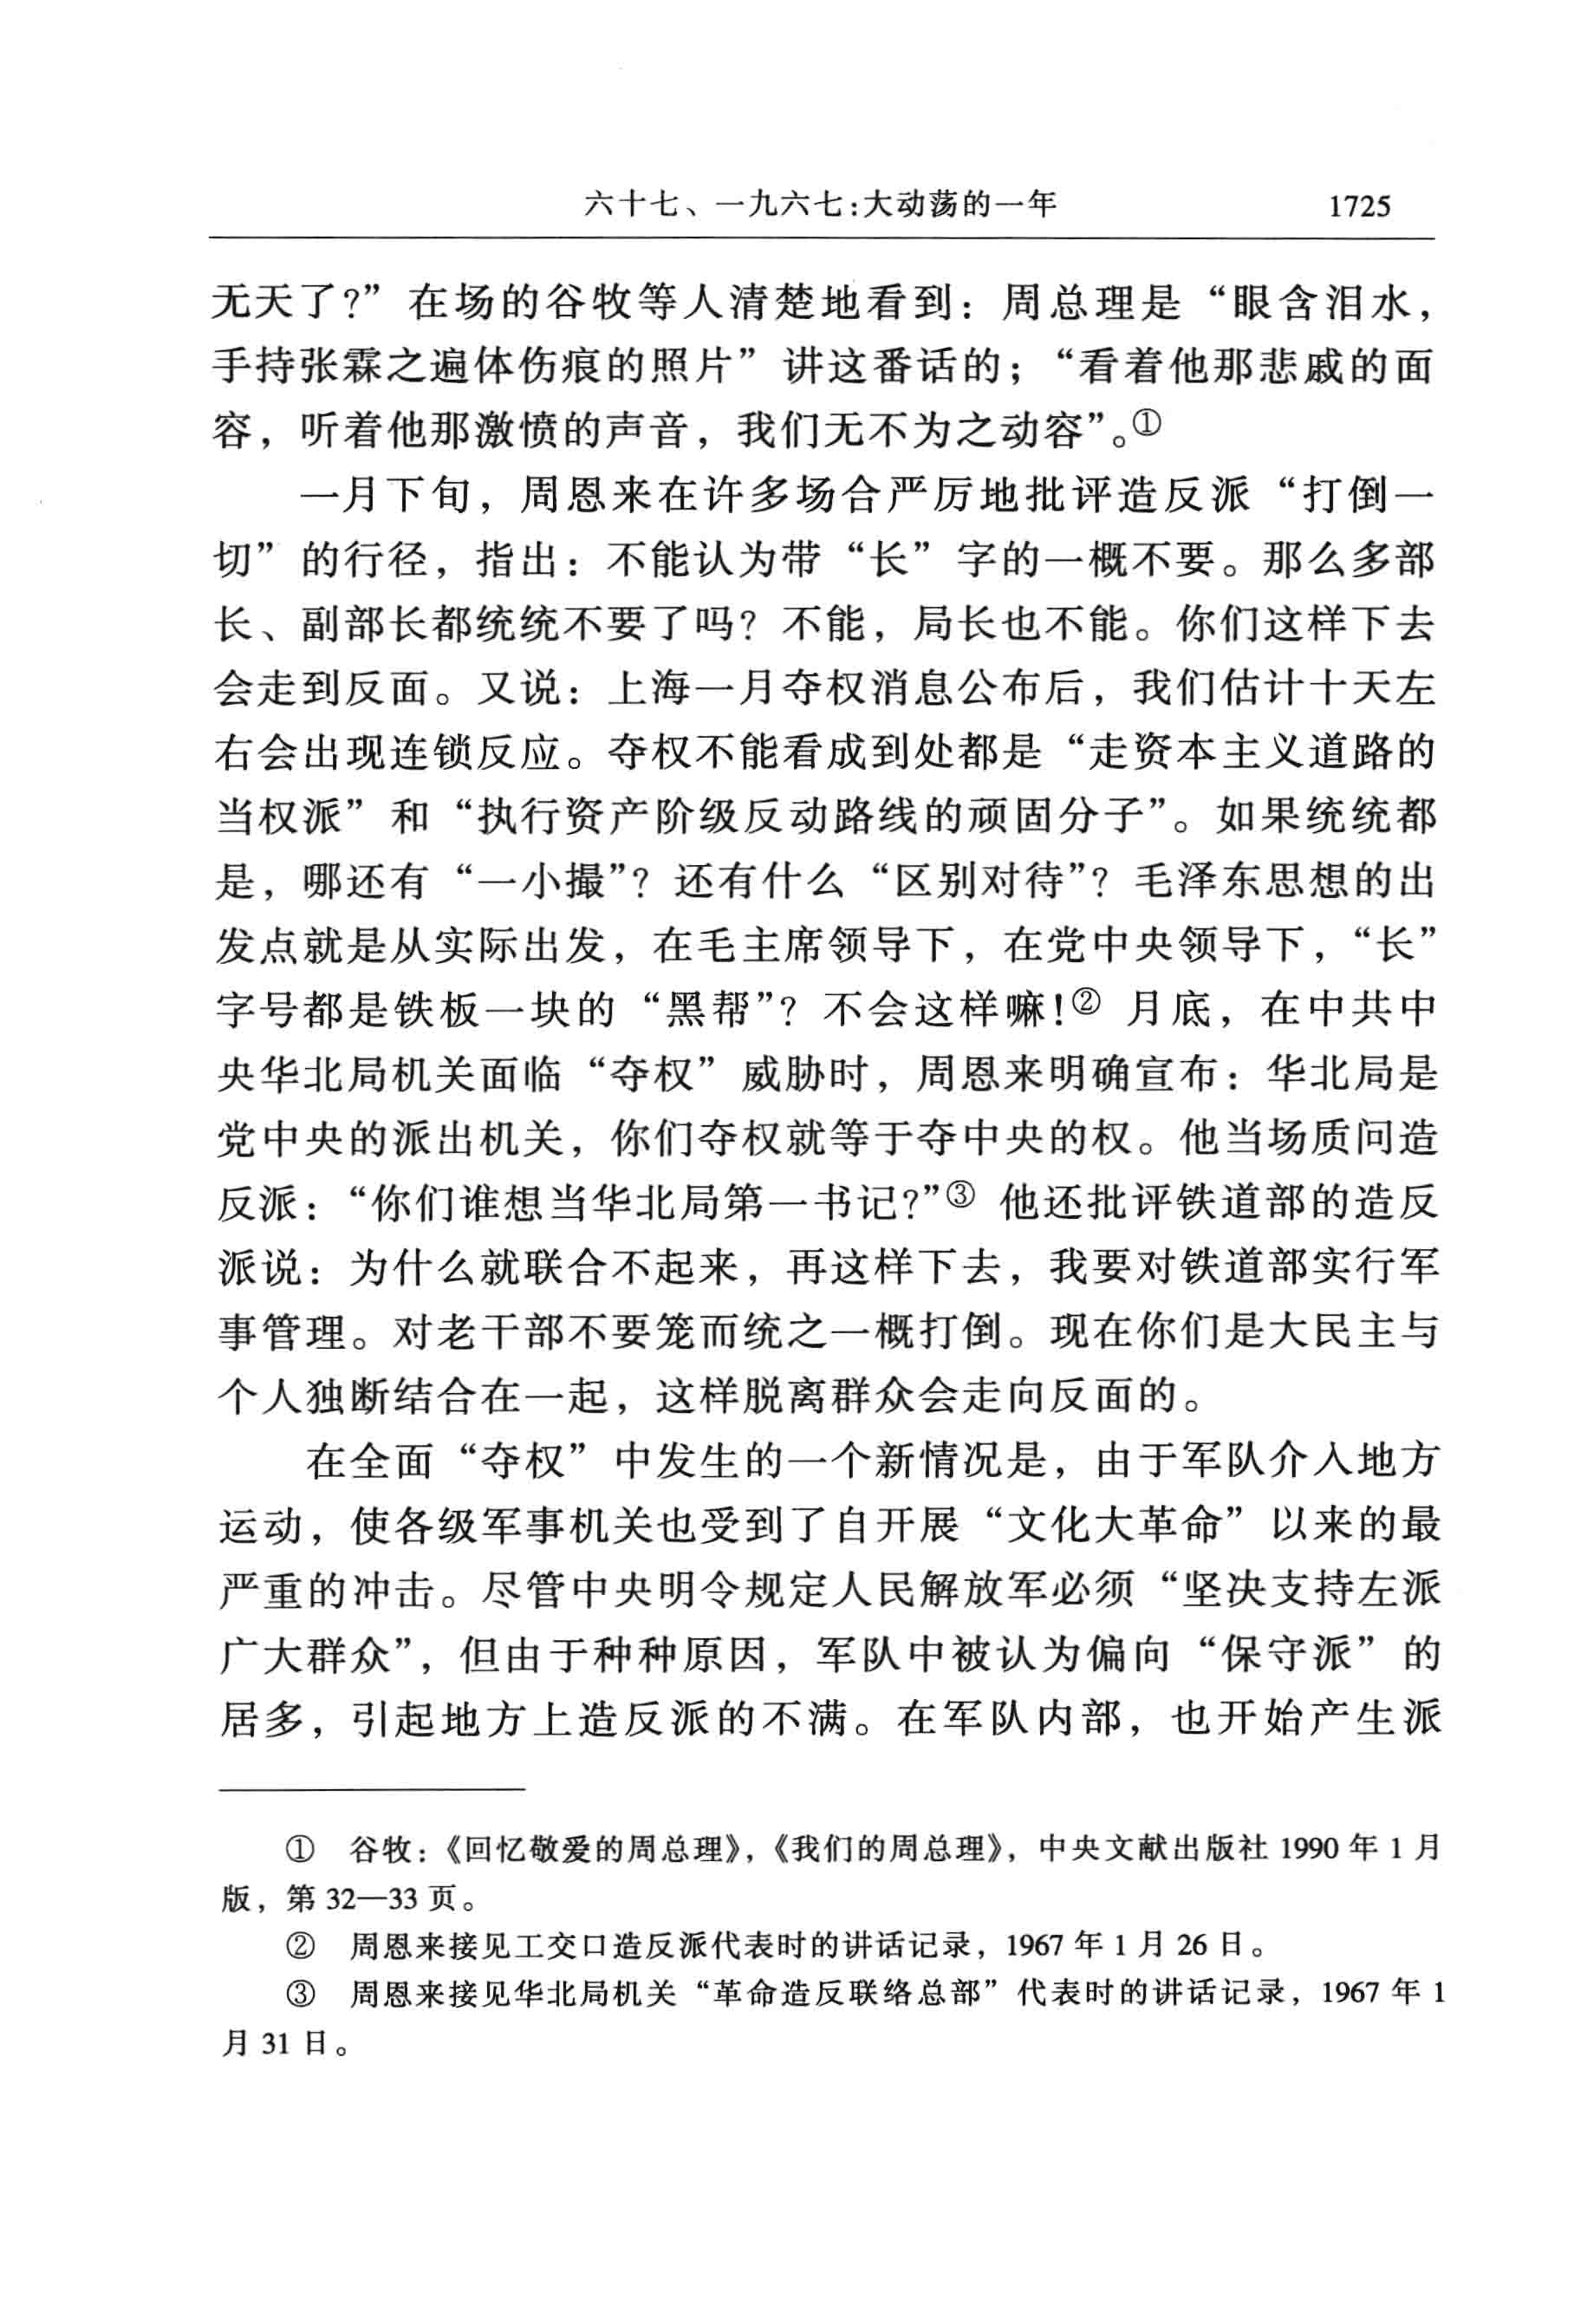 六十七、一九六七:大动荡的一年 1725
无天了?”在场的谷牧等人清楚地看到：周总理是“眼含泪水，
手持张霖之遍体伤痕的照片”讲这番话的；“看着他那悲戚的面
容，听着他那激愤的声音，我们无不为之动容”。①
一月下旬，周恩来在许多场合严厉地批评造反派“打倒一
切”的行径，指出：不能认为带“长”字的一概不要。那么多部
长、副部长都统统不要了吗？不能，局长也不能。你们这样下去
会走到反面。又说：上海一月夺权消息公布后，我们估计十天左
右会出现连锁反应。夺权不能看成到处都是“走资本主义道路的
当权派”和“执行资产阶级反动路线的顽固分子”。如果统统都
是，哪还有“一小撮”？还有什么“区别对待”？毛泽东思想的出
发点就是从实际出发，在毛主席领导下，在党中央领导下，“长”
字号都是铁板一块的“黑帮”？不会这样嘛！② 月底，在中共中
央华北局机关面临“夺权”威胁时，周恩来明确宣布：华北局是
党中央的派出机关，你们夺权就等于夺中央的权。他当场质问造
反派：“你们谁想当华北局第一书记?”③ 他还批评铁道部的造反
派说：为什么就联合不起来，再这样下去，我要对铁道部实行军
事管理。对老干部不要笼而统之一概打倒。现在你们是大民主与
个人独断结合在一起，这样脱离群众会走向反面的。
在全面“夺权”中发生的一个新情况是，由于军队介入地方
运动，使各级军事机关也受到了自开展“文化大革命”以来的最
严重的冲击。尽管中央明令规定人民解放军必须“坚决支持左派
广大群众”，但由于种种原因，军队中被认为偏向“保守派”的
居多，引起地方上造反派的不满。在军队内部，也开始产生派
① 谷牧：《回忆敬爱的周总理》，《我们的周总理》，中央文献出版社 1990 年 1 月
版，第 32—33 页。
② 周恩来接见工交口造反派代表时的讲话记录，1967 年 1 月 26 日。
③ 周恩来接见华北局机关“革命造反联络总部”代表时的讲话记录，1967 年 1
月 31 日。